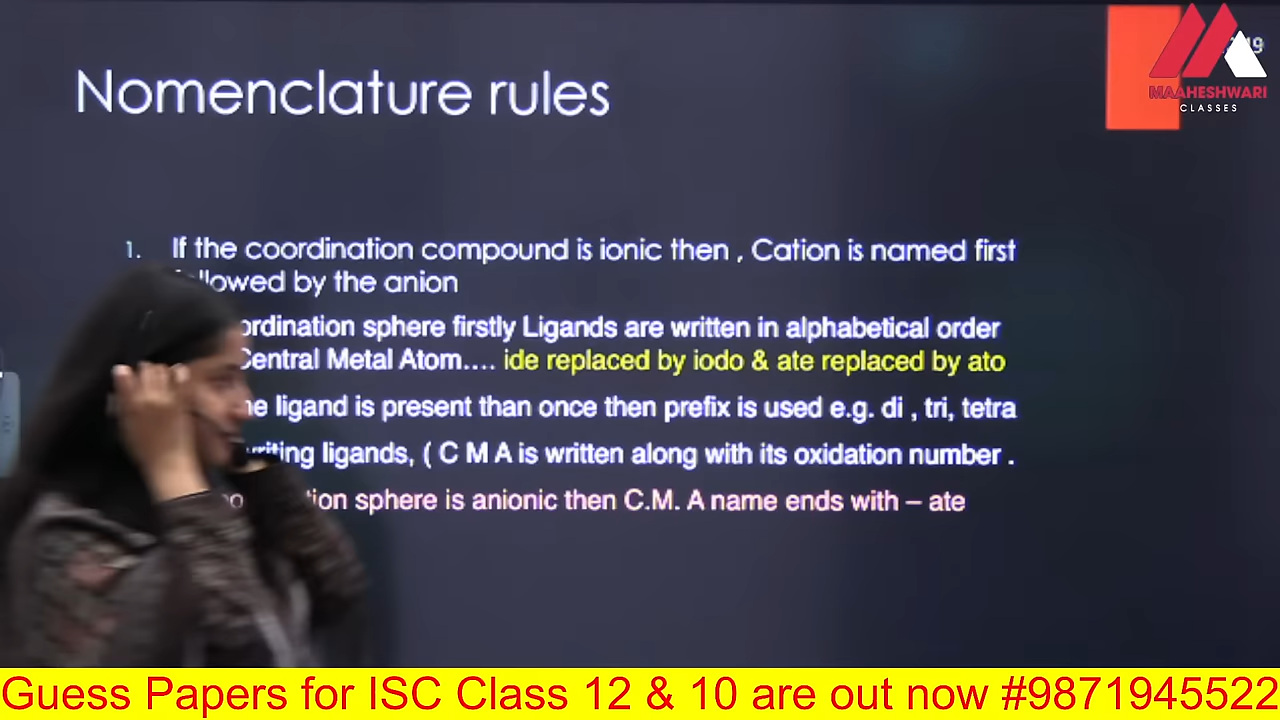 Nomenclature rules
MAAHESHWARI
CLASSES
1. If the coordination compound is ionic then , Cation is named first
by the anion
sphere firstly Ligands are written in alphabetical order
Central Metal Atom.... ide replaced by iodo & ate replaced by ato
ligand is present than once then prefix is used e.g. di , tri, tetra
ligands, ( C M A is written along with its oxidation number .
sphere is anionic then C.M. A name ends with – ate
Guess Papers for ISC Class 12 & 10 are out now #9871945522